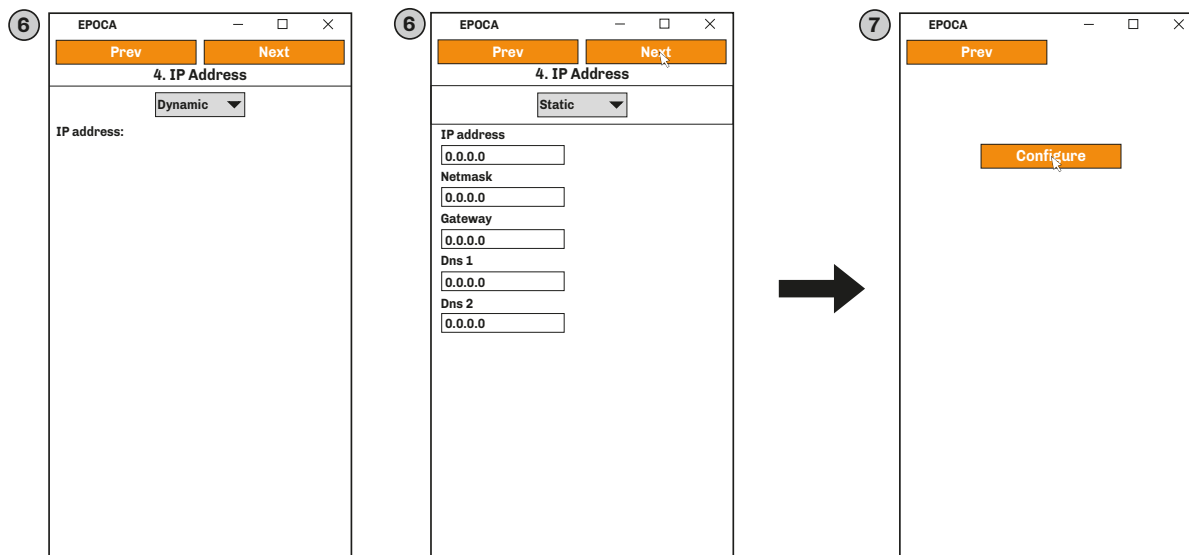 6
EPOCA
Prev
Next
4. IP Address
Dynamic
IP address:
6
EPOCA
Prev
Next
4. IP Address
Static
IP address
0.0.0.0
Netmask
0.0.0.0
Gateway
0.0.0.0
Dns 1
0.0.0.0
Dns 2
0.0.0.0
7
EPOCA
Prev
Configure